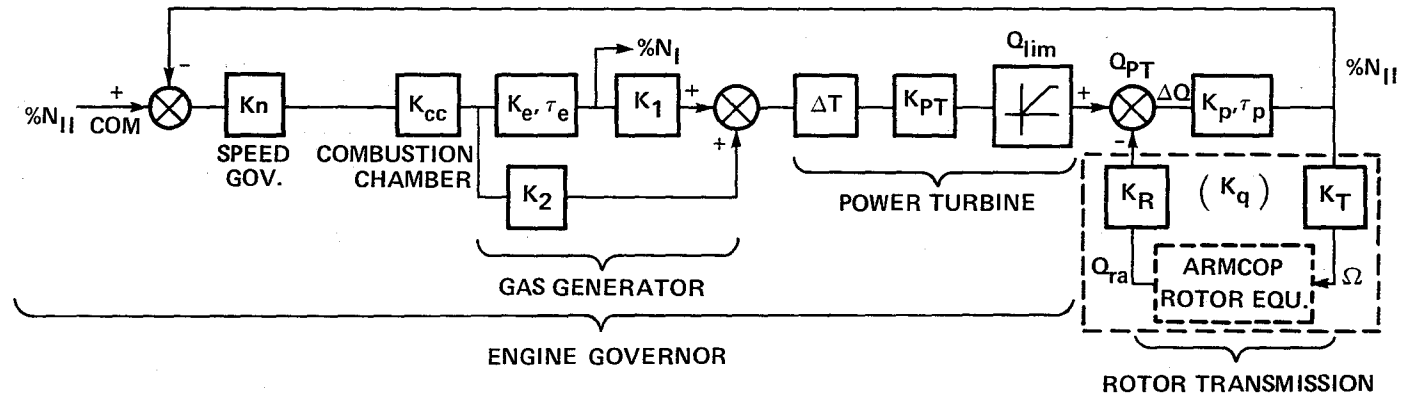 %N_II COM
+
-
Kn
SPEED GOV.
K_cc
COMBUSTION CHAMBER
K_e, τ_e
%N_I
K_1
+
K_2
+
GAS GENERATOR
ΔT
K_PT
Q_lim
POWER TURBINE
+
Q_PT
-
ΔQ
K_p, τ_p
%N_II
K_R
(K_q)
K_T
Q_ra
ARMCOP
ROTOR EQU.
Ω
ENGINE GOVERNOR
ROTOR TRANSMISSION